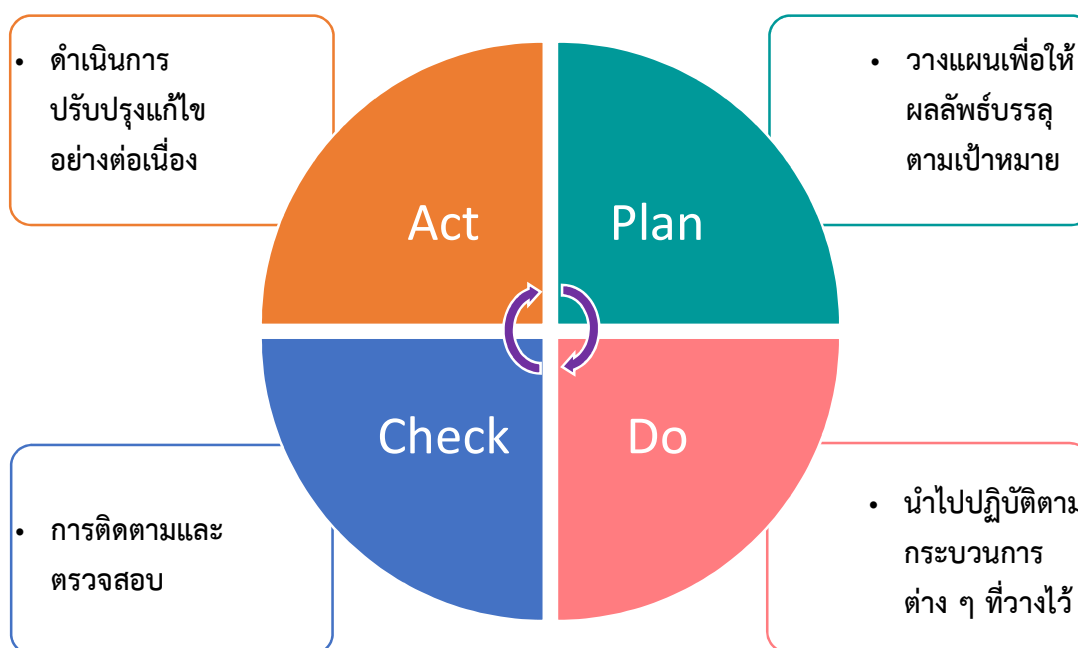 • ดำเนินการ
ปรับปรุงแก้ไข
อย่างต่อเนื่อง
• วางแผนเพื่อให้
ผลลัพธ์บรรลุ
ตามเป้าหมาย
Act
Plan
Check
Do
• การติดตามและ
ตรวจสอบ
• นำไปปฏิบัติตาม
กระบวนการ
ต่าง ๆ ที่วางไว้